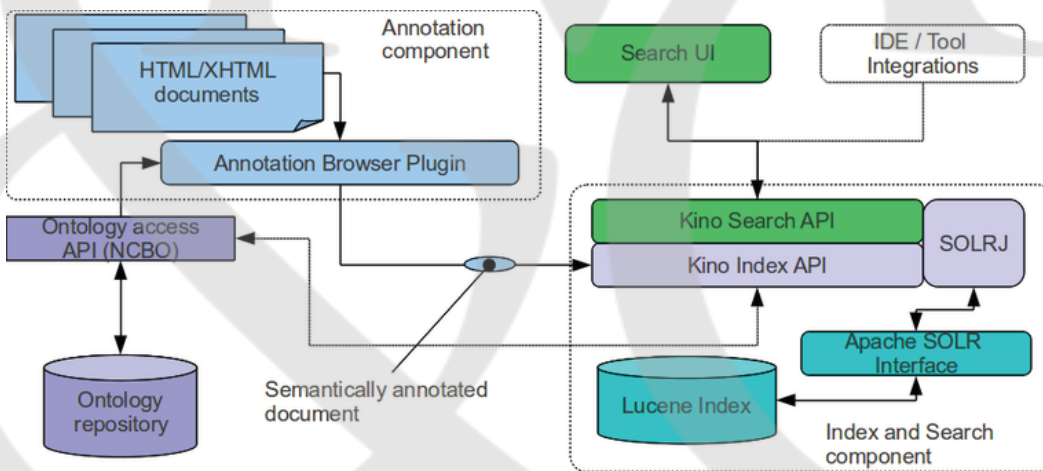 Annotation
component
HTML/XHTML
documents
Annotation Browser Plugin
Search UI
IDE / Tool
Integrations
Ontology access
API (NCBO)
Kino Search API
Kino Index API
SOLRJ
Apache SOLR
Interface
Ontology
repository
Semantically annotated
document
Lucene Index
Index and Search
component